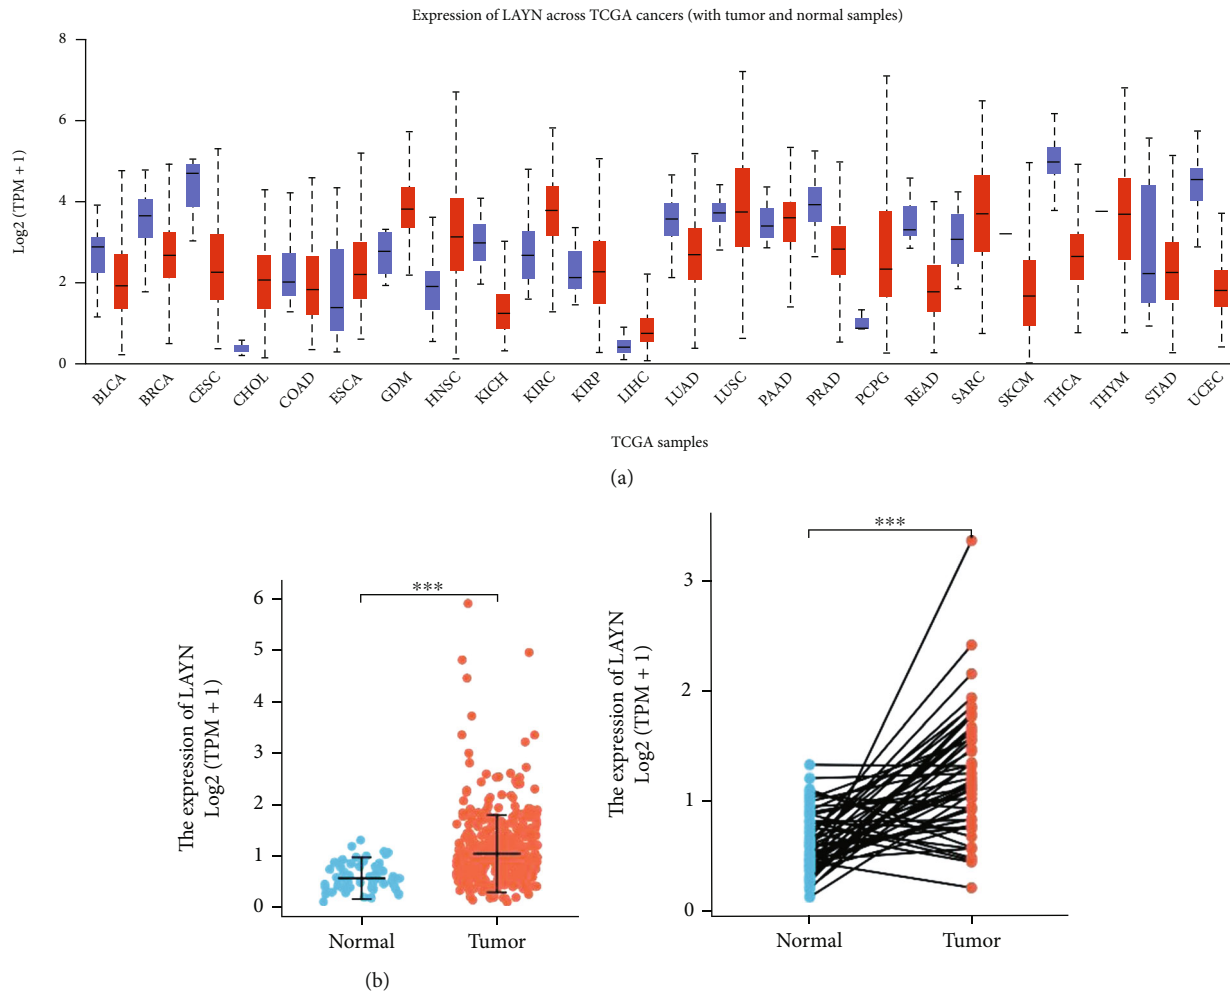 Expression of LAYN across TCGA cancers (with tumor and normal samples)
Log2 (TPM + 1)
8
6
4
2
0
BLCA
BRCA
CESC
CHOL
COAD
ESCA
GDM
HNSC
KICH
KIRC
KIRP
LIHC
LUAD
LUSC
PAAD
PRAD
PCPG
READ
SARC
SKCM
THCA
THYM
STAD
UCEC
TCGA samples
(a)
The expression of LAYN
Log2 (TPM + 1)
6
5
4
3
2
1
0
***
Normal
Tumor
The expression of LAYN
Log2 (TPM + 1)
3
2
1
0
***
Normal
Tumor
(b)